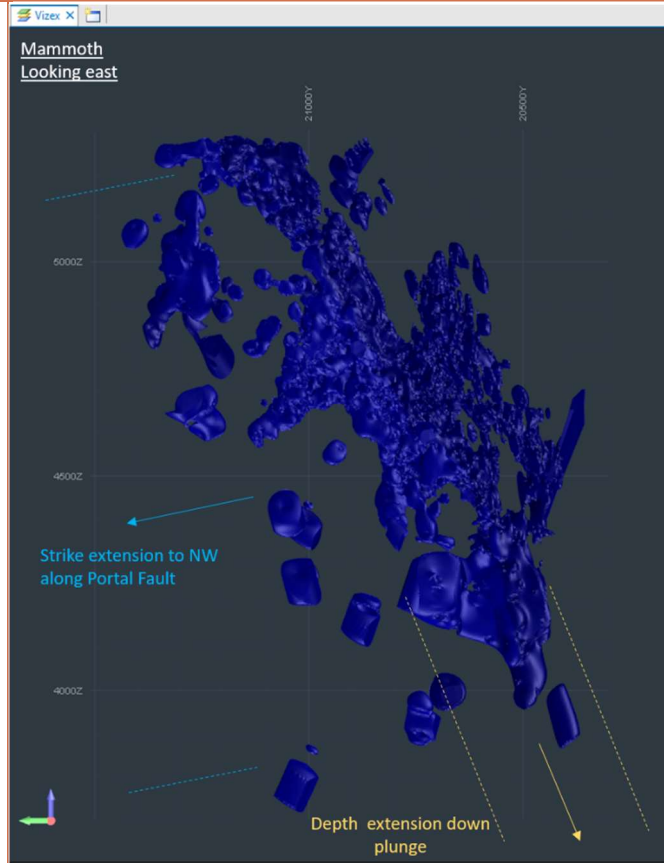 Vizex
Mammoth
Looking east
21000Y
20500Y
5000Z
4500Z
Strike extension to NW
along Portal Fault
4000Z
Depth extension down
plunge